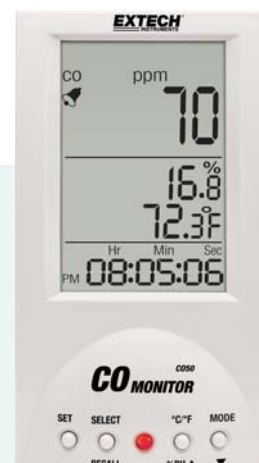 EXTECH
INSTRUMENTS
CO ppm
70
16.8%
72.3°F
Hr Min Sec
PM 08:05:06
CO50
CO MONITOR
SET SELECT °C/°F MODE
RECALL %RH ▲ ▼